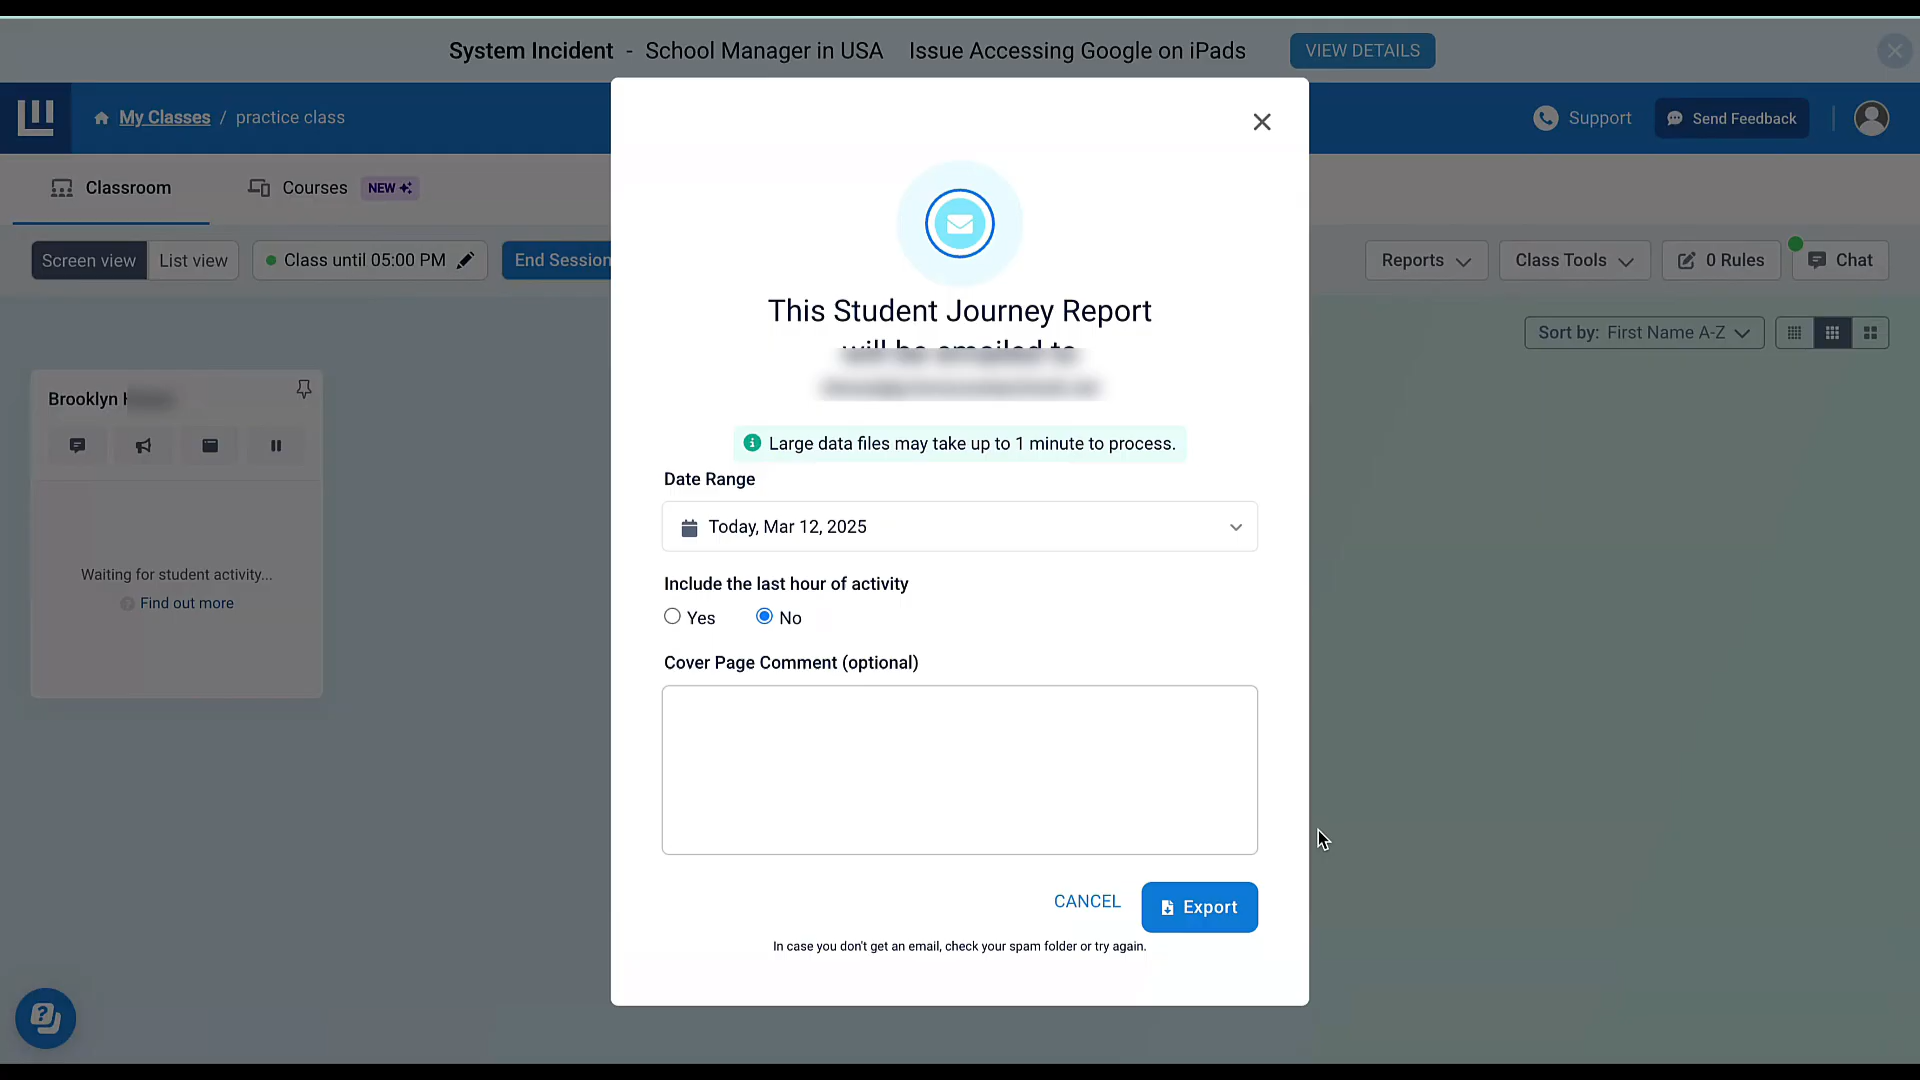 System Incident - School Manager in USA Issue Accessing Google on iPads VIEW DETAILS
My Classes / practice class
Support
Send Feedback
Classroom
Courses NEW
Screen view
List view
Class until 05:00 PM
End Session
Reports
Class Tools
0 Rules
Chat
Sort by: First Name A-Z
Brooklyn
Waiting for student activity...
Find out more
This Student Journey Report
will be emailed to
Large data files may take up to 1 minute to process.
Date Range
Today, Mar 12, 2025
Include the last hour of activity
Yes
No
Cover Page Comment (optional)
CANCEL
Export
In case you don't get an email, check your spam folder or try again.